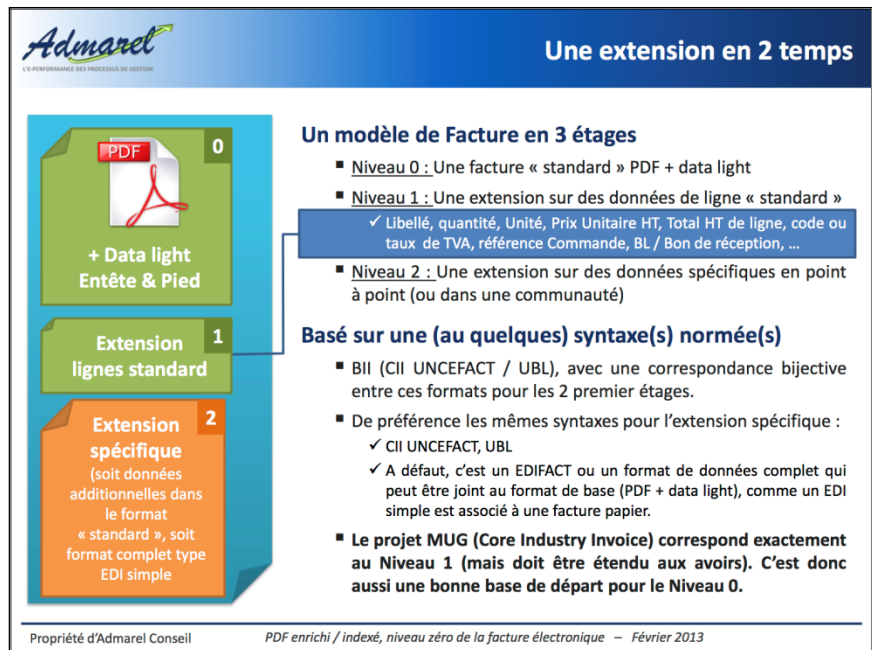 Admarel
L'E-PERFORMANCE DES PROCESSUS DE GESTION
Une extension en 2 temps
PDF
0
+ Data light
Entête & Pied
Extension
lignes standard
1
Extension
spécifique
2
(soit données
additionnelles dans
le format
« standard », soit
format complet type
EDI simple
Un modèle de Facture en 3 étages
▪ Niveau 0 : Une facture « standard » PDF + data light
▪ Niveau 1 : Une extension sur des données de ligne « standard »
✓ Libellé, quantité, Unité, Prix Unitaire HT, Total HT de ligne, code ou
taux de TVA, référence Commande, BL / Bon de réception, ...
▪ Niveau 2 : Une extension sur des données spécifiques en point
à point (ou dans une communauté)
Basé sur une (au quelques) syntaxe(s) normée(s)
▪ BII (CII UNCEFACT / UBL), avec une correspondance bijective
entre ces formats pour les 2 premier étages.
▪ De préférence les mêmes syntaxes pour l'extension spécifique :
✓ CII UNCEFACT, UBL
✓ A défaut, c'est un EDIFACT ou un format de données complet qui
peut être joint au format de base (PDF + data light), comme un EDI
simple est associé à une facture papier.
▪ Le projet MUG (Core Industry Invoice) correspond exactement
au Niveau 1 (mais doit être étendu aux avoirs). C'est donc
aussi une bonne base de départ pour le Niveau 0.
Propriété d'Admarel Conseil
PDF enrichi / indexé, niveau zéro de la facture électronique – Février 2013